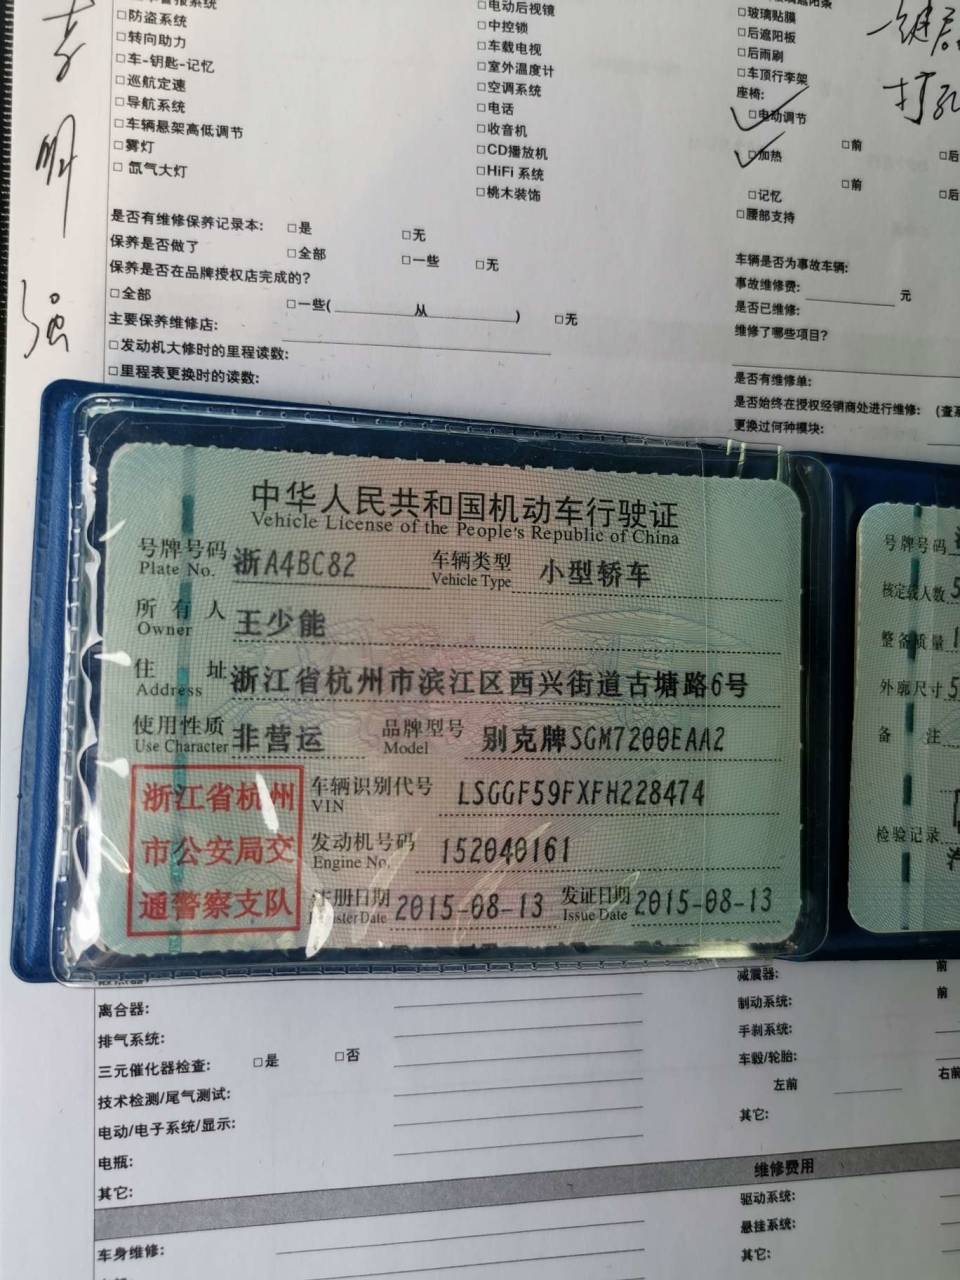 防盗系统
转向助力
车-钥匙-记忆
巡航定速
导航系统
车辆悬架高低调节
雾灯
氙气大灯
电动后视镜
中控锁
车载电视
室外温度计
空调系统
电话
收音机
CD播放机
HiFi 系统
桃木装饰
玻璃贴膜
后遮阳板
后雨刷
车顶行李架
座椅:
电动调节
加热 □前 □后
□前 □后
记忆
腰部支持
打孔
李明强
是否有维修保养记录本: □是 □无
保养是否做了 □全部 □一些 □无
保养是否在品牌授权店完成的?
□全部 □一些( 从 ) □无
主要保养维修店:
□发动机大修时的里程读数:
□里程表更换时的读数:
车辆是否为事故车辆:
事故维修费: 元
是否已维修:
维修了哪些项目?
是否有维修单:
是否始终在授权经销商处进行维修:
更换过何种模块:
中华人民共和国机动车行驶证
Vehicle License of the People's Republic of China
号牌号码 浙A4BC82 车辆类型 小型轿车
Plate No. Vehicle Type
所有人 王少能
Owner
住址 浙江省杭州市滨江区西兴街道古塘路6号
Address
使用性质 非营运 品牌型号 别克牌SGM7200EAA2
Use Character Model
浙江省杭州
市公安局交
通警察支队
车辆识别代号 LSGGF59FXFH228474
VIN
发动机号码 152040161
Engine No.
注册日期 2015-08-13 发证日期 2015-08-13
Register Date Issue Date
号牌号码
核定载人数 5
整备质量 1
外廓尺寸 5
备注
检验记录
离合器:
排气系统:
三元催化器检查: □是 □否
技术检测/尾气测试:
电动/电子系统/显示:
电瓶:
其它:
减震器: 前
制动系统: 前
手刹系统:
车毂/轮胎:
左前 右前
其它:
维修费用
车身维修:
驱动系统:
悬挂系统:
其它: